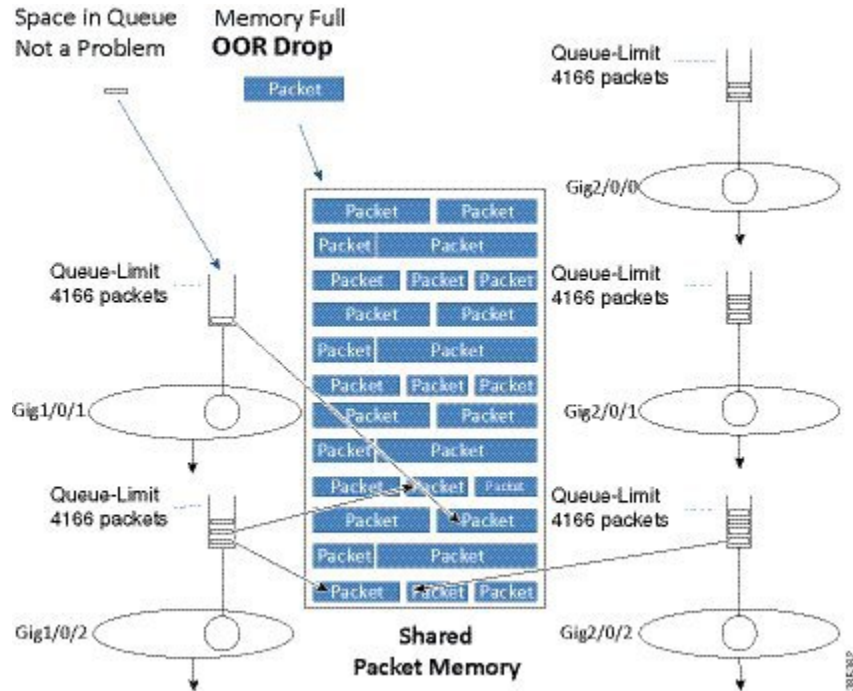 Space in Queue
Not a Problem
Memory Full
OOR Drop
Packet
Queue-Limit
4166 packets
Gig2/0/0
Packet Packet
Packet Packet
Packet Packet Packet
Packet Packet
Packet Packet
Packet Packet Packet
Packet Packet
Packet Packet
Packet Packet Packet
Packet Packet
Packet Packet
Packet Packet Packet
Queue-Limit
4166 packets
Gig1/0/1
Queue-Limit
4166 packets
Gig2/0/1
Queue-Limit
4166 packets
Gig1/0/2
Queue-Limit
4166 packets
Gig2/0/2
Shared
Packet Memory